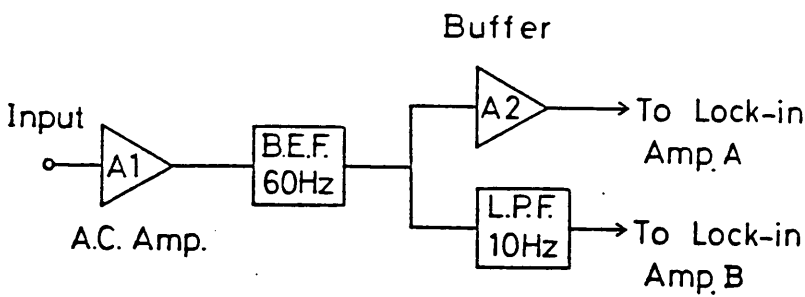 Buffer
Input
A1
A.C. Amp.
B.E.F.
60Hz
A2
To Lock-in
Amp. A
L.P.F.
10Hz
To Lock-in
Amp. B